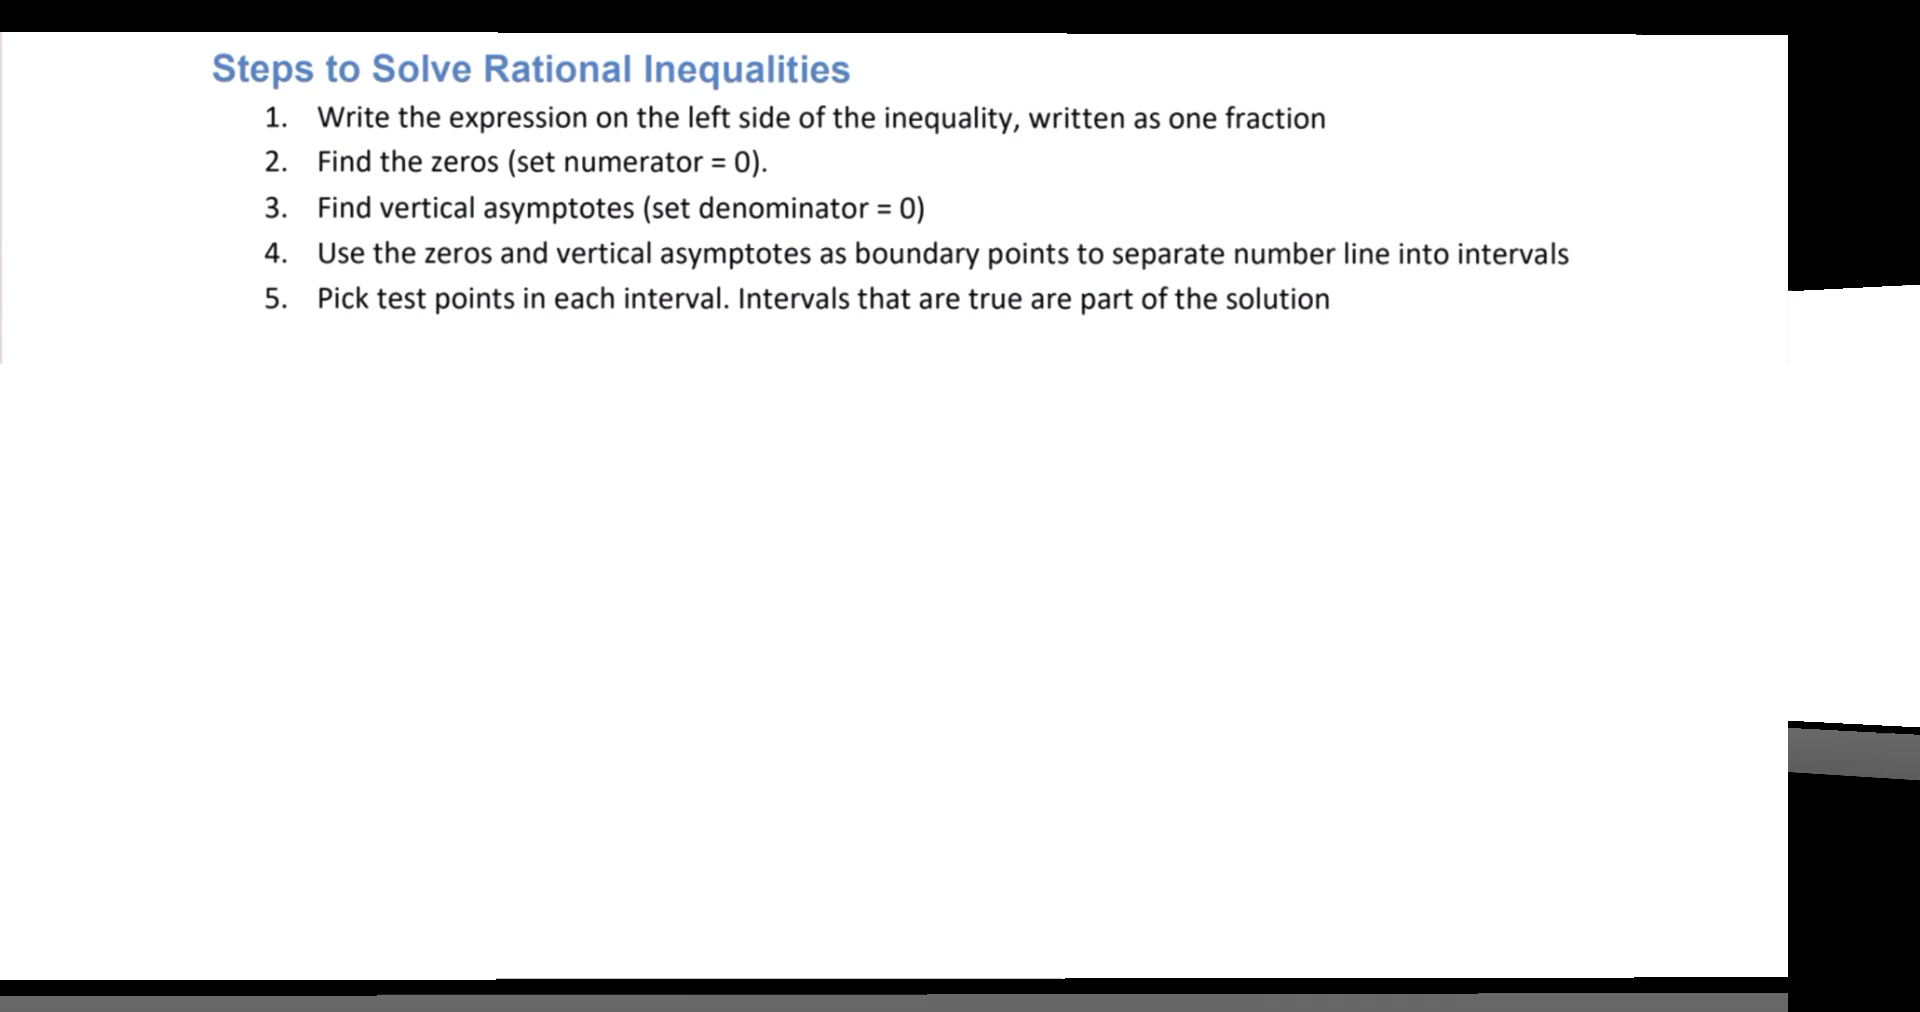 Steps to Solve Rational Inequalities
1. Write the expression on the left side of the inequality, written as one fraction
2. Find the zeros (set numerator = 0).
3. Find vertical asymptotes (set denominator = 0)
4. Use the zeros and vertical asymptotes as boundary points to separate number line into intervals
5. Pick test points in each interval. Intervals that are true are part of the solution